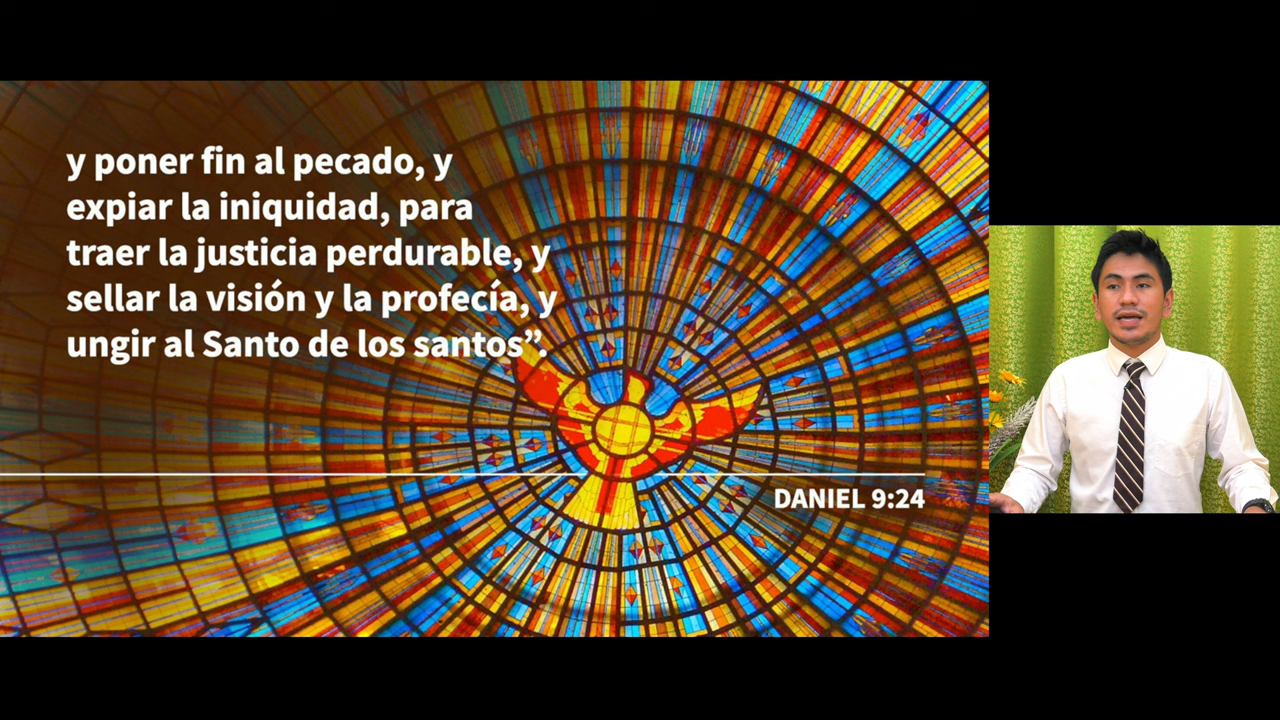 y poner fin al pecado, y
expiar la iniquidad, para
traer la justicia perdurable, y
sellar la visión y la profecía, y
ungir al Santo de los santos”.
DANIEL 9:24